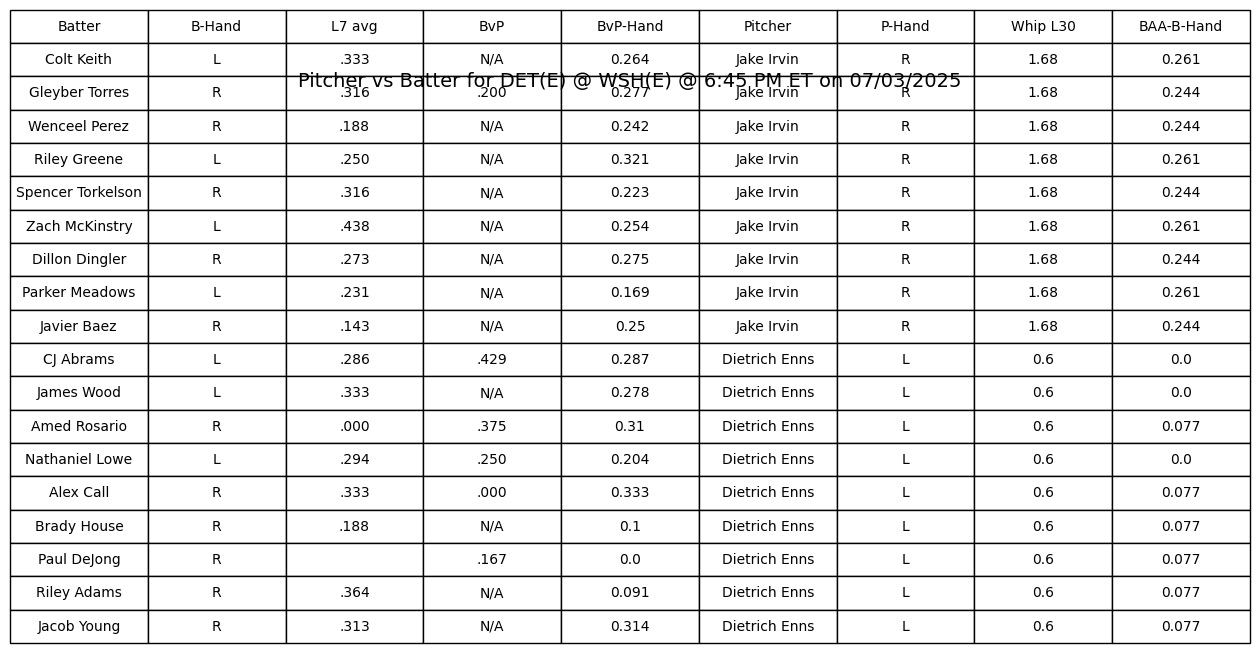 Batter B-Hand L7 avg BvP BvP-Hand Pitcher P-Hand Whip L30 BAA-B-Hand
Colt Keith L .333 N/A 0.264 Jake Irvin R 1.68 0.261
Pitcher vs Batter for DET(E) @ WSH(E) @ 6:45 PM ET on 07/03/2025
Gleyber Torres R .316 .200 0.277 Jake Irvin R 1.68 0.244
Wenceel Perez R .188 N/A 0.242 Jake Irvin R 1.68 0.244
Riley Greene L .250 N/A 0.321 Jake Irvin R 1.68 0.261
Spencer Torkelson R .316 N/A 0.223 Jake Irvin R 1.68 0.244
Zach McKinstry L .438 N/A 0.254 Jake Irvin R 1.68 0.261
Dillon Dingler R .273 N/A 0.275 Jake Irvin R 1.68 0.244
Parker Meadows L .231 N/A 0.169 Jake Irvin R 1.68 0.261
Javier Baez R .143 N/A 0.25 Jake Irvin R 1.68 0.244
CJ Abrams L .286 .429 0.287 Dietrich Enns L 0.6 0.0
James Wood L .333 N/A 0.278 Dietrich Enns L 0.6 0.0
Amed Rosario R .000 .375 0.31 Dietrich Enns L 0.6 0.077
Nathaniel Lowe L .294 .250 0.204 Dietrich Enns L 0.6 0.0
Alex Call R .333 .000 0.333 Dietrich Enns L 0.6 0.077
Brady House R .188 N/A 0.1 Dietrich Enns L 0.6 0.077
Paul DeJong R .167 0.0 Dietrich Enns L 0.6 0.077
Riley Adams R .364 N/A 0.091 Dietrich Enns L 0.6 0.077
Jacob Young R .313 N/A 0.314 Dietrich Enns L 0.6 0.077